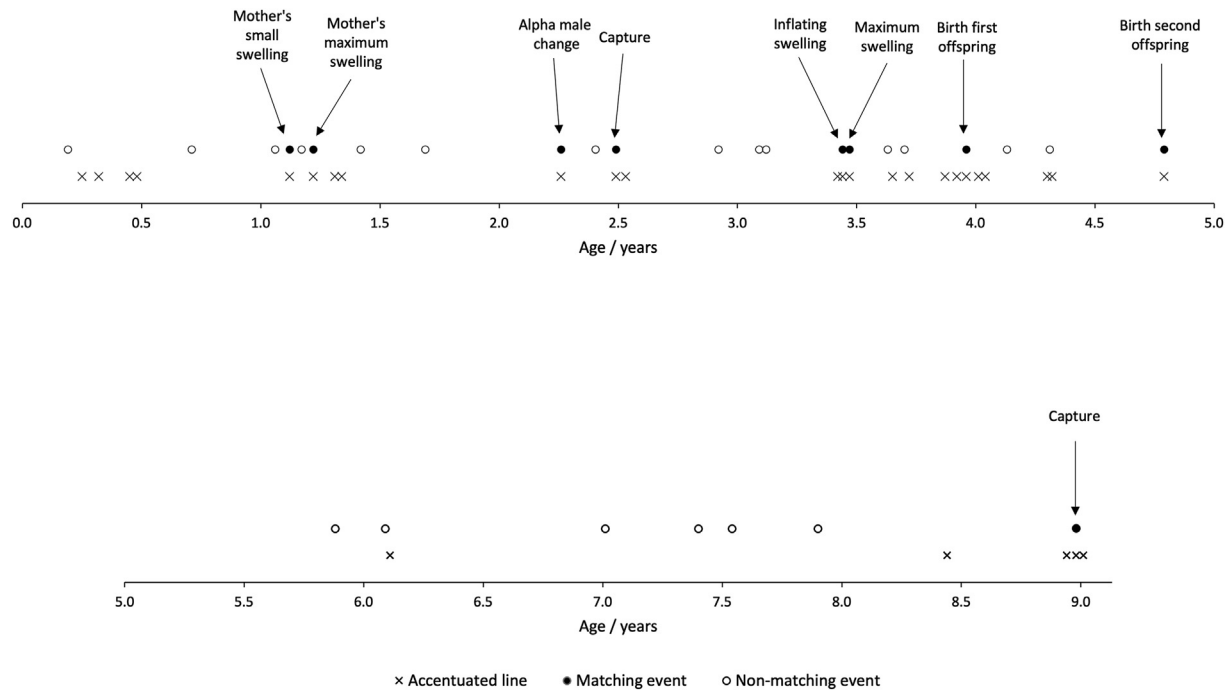 Mother's
small
swelling
Mother's
maximum
swelling
Alpha male
change
Capture
Inflating
swelling
Maximum
swelling
Birth first
offspring
Birth second
offspring
0.0 0.5 1.0 1.5 2.0 2.5 3.0 3.5 4.0 4.5 5.0
Age / years
Capture
5.0 5.5 6.0 6.5 7.0 7.5 8.0 8.5 9.0
Age / years
Accentuated line Matching event Non-matching event